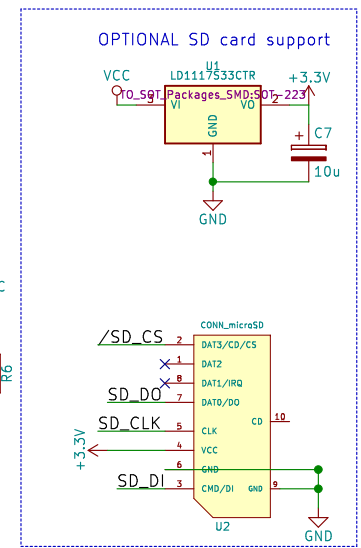 OPTIONAL SD card support
U1
LD1117S33CTR
VCC
+3.3V
TO_SOT_Packages_SMD:SOT-223
3 VI VO 2
GND
1
+ C7
10u
GND
CONN_microSD
/SD_CS 2 DAT3/CD/CS
1 DAT2
8 DAT1/IRQ
SD_DO 7 DAT0/DO
CD 10
SD_CLK 5 CLK
+3.3V 4 VCC
6 GND
SD_DI 3 CMD/DI GND 9
U2
GND
C
R6